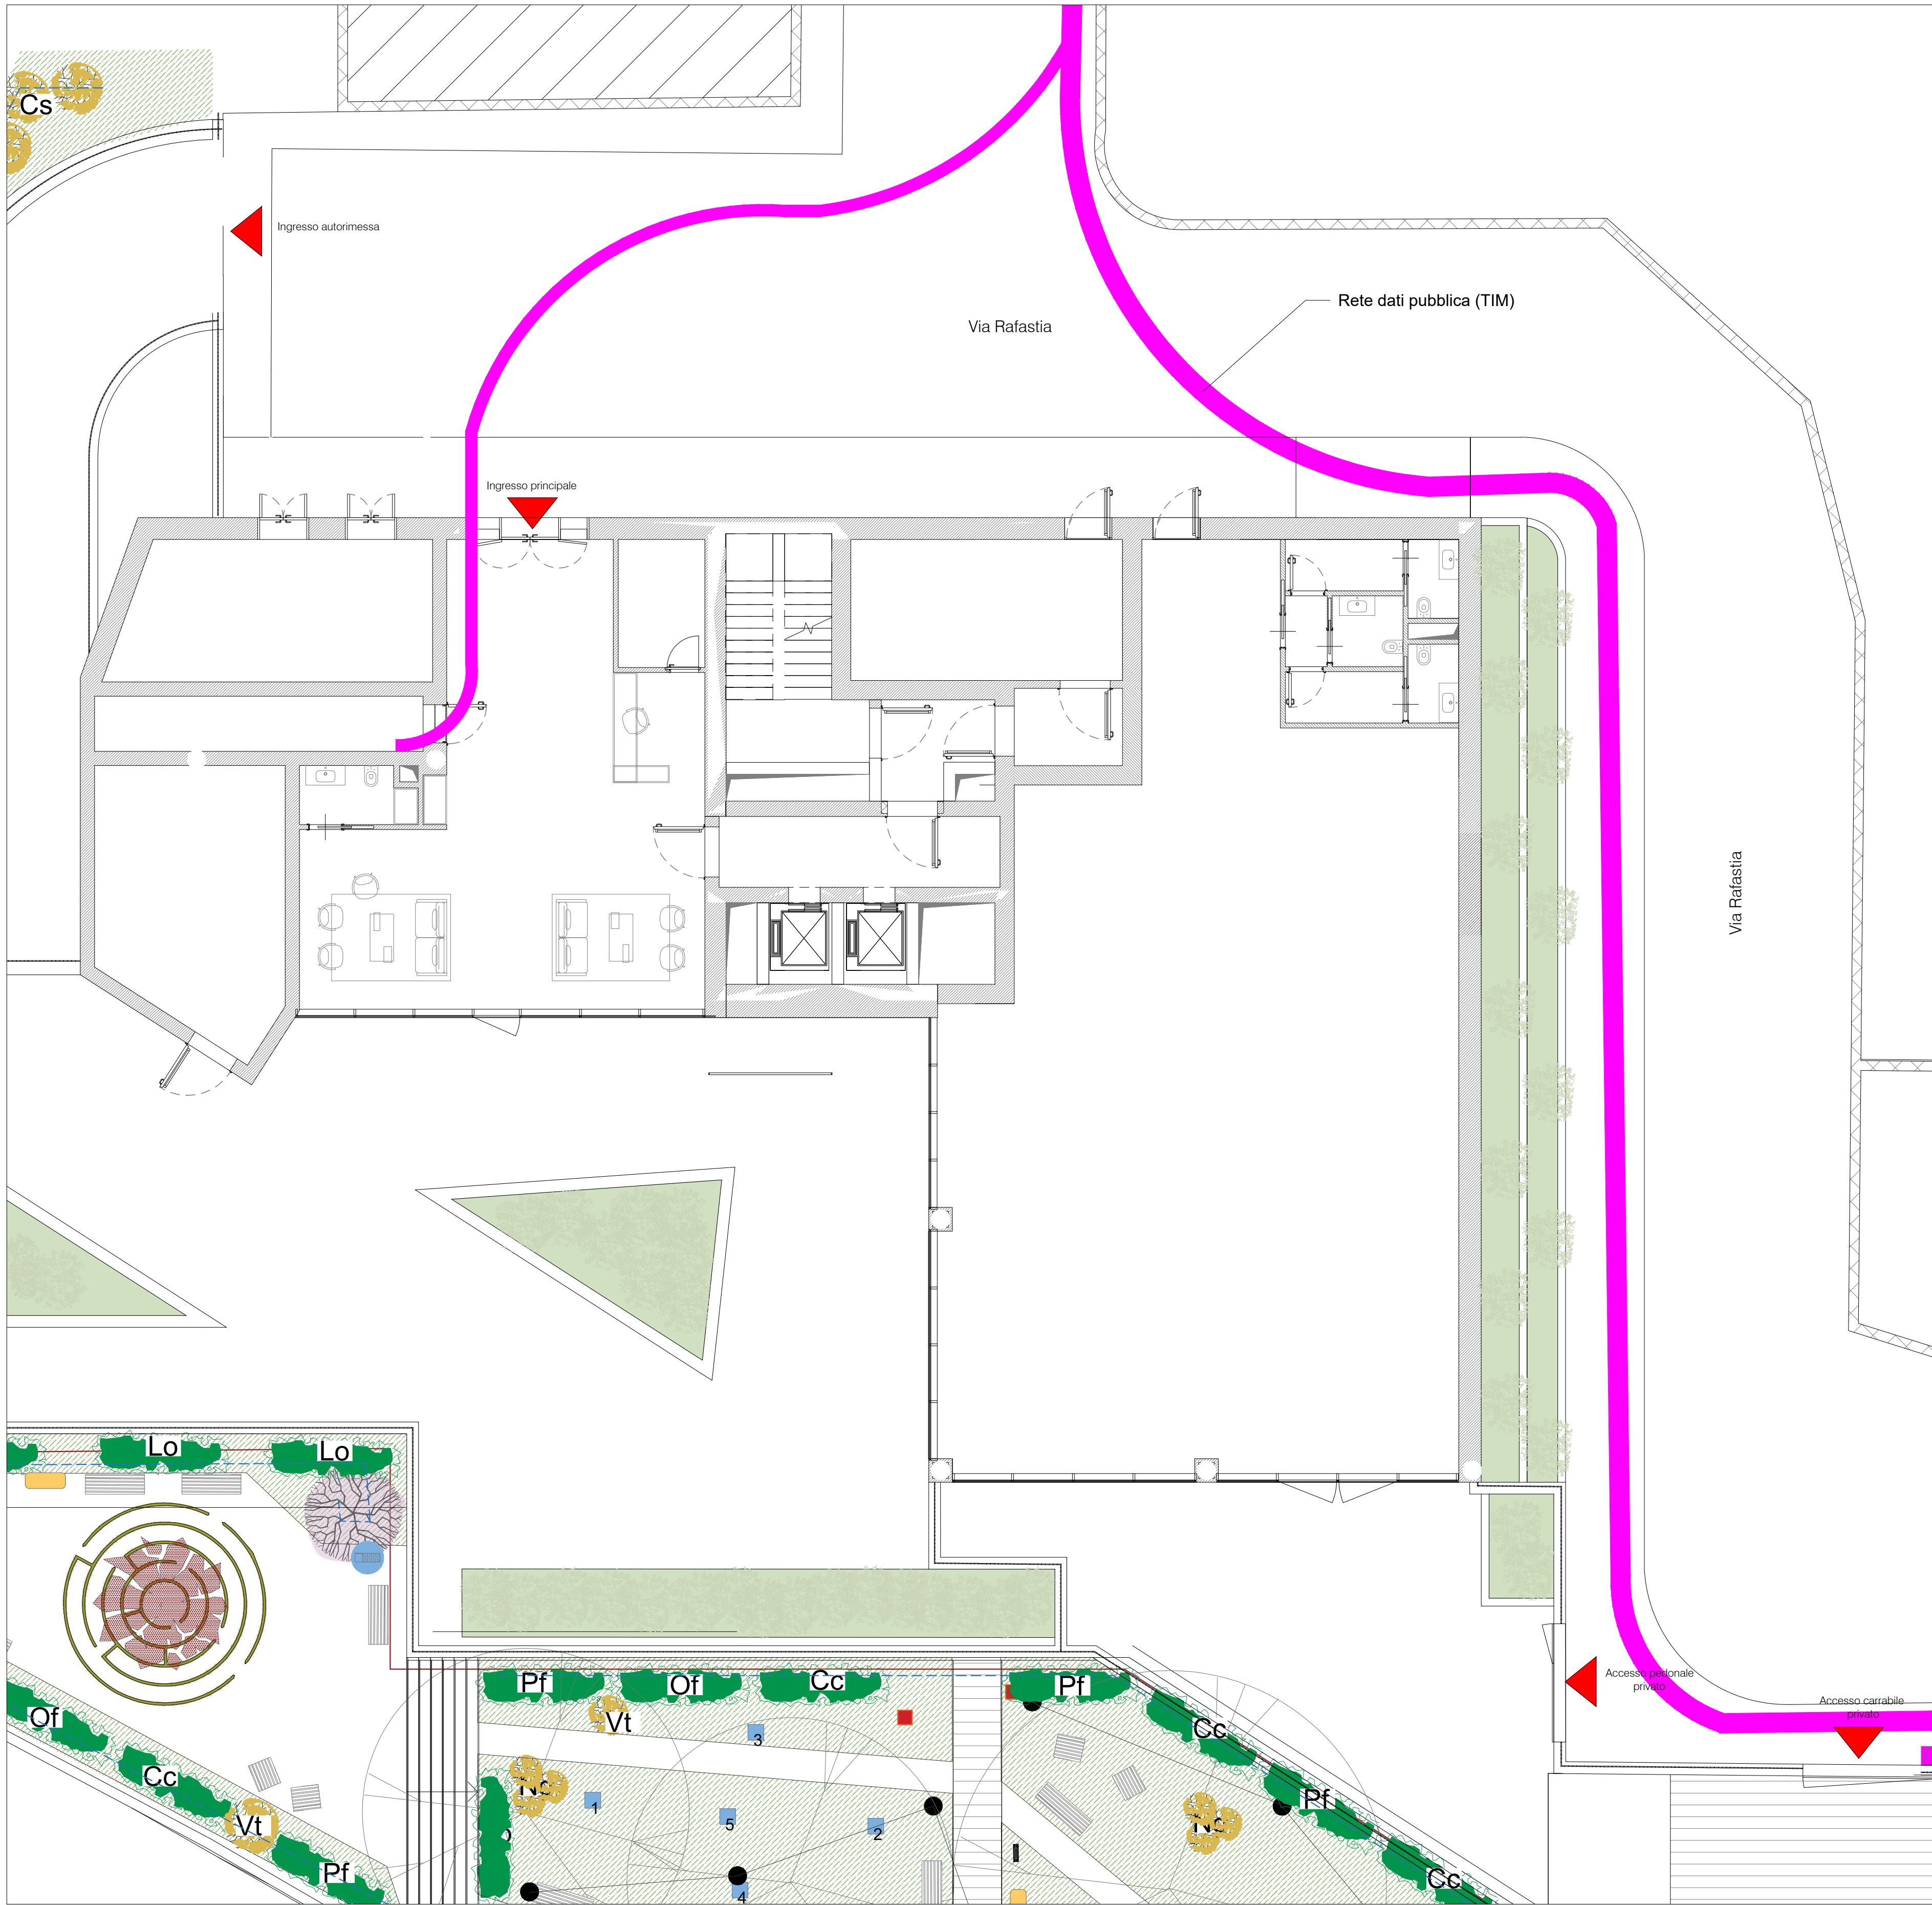 Cs
Ingresso autorimessa
Rete dati pubblica (TIM)
Via Rafastia
Ingresso principale
Via Rafastia
Lo
Lo
Accesso pedonale
privato
Accesso carrabile
privato
Pf
Of
Cc
Pf
Of
Vt
Cc
3
Cc
1
5
2
Pf
Vt
Pf
4
Cc